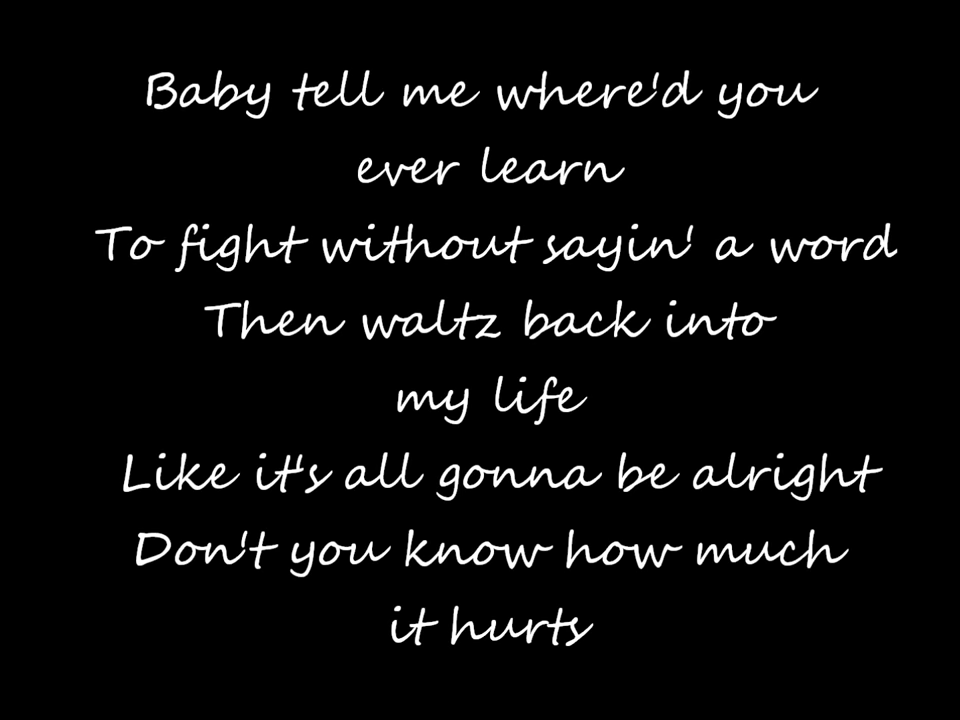 Baby tell me where'd you
ever learn
To fight without sayin' a word
Then waltz back into
my life
Like it's all gonna be alright
Don't you know how much
it hurts